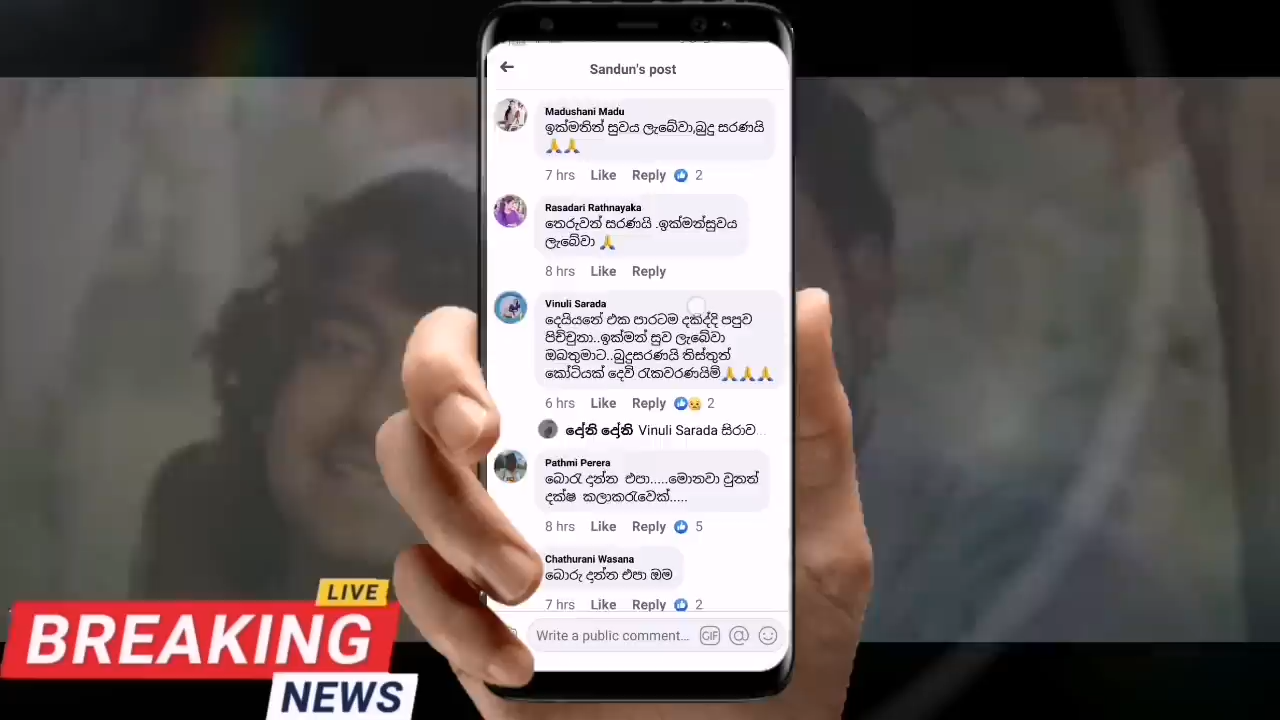 Sandun's post
Madushani Madu
ඉක්මනින් සුවය ලැබේවා,බුදු සරණයි
🙏🙏
7 hrs Like Reply 2
Rasadari Rathnayaka
තෙරුවන් සරණයි .ඉක්මන්සුවය
ලැබේවා 🙏
8 hrs Like Reply
Vinuli Sarada
දෙයියනේ එක පාරටම දකද්දි පපුව
පිච්චුනා..ඉක්මන් සුව ලැබේවා
ඔබතුමාට..බුදුසරණයි තිස්තුන්
කෝටියක් දෙවි රැකවරණයිම්🙏🙏🙏
6 hrs Like Reply 2
දෝනි දෝනි Vinuli Sarada සිරාව...
Pathmi Perera
බොරු දාන්න එපා.....මොනවා වුනත්
දක්ෂ කලාකරුවෙක්.....
8 hrs Like Reply 5
Chathurani Wasana
බොරු දාන්න එපා ඔම
7 hrs Like Reply 2
Write a public comment... GIF
LIVE
BREAKING
NEWS